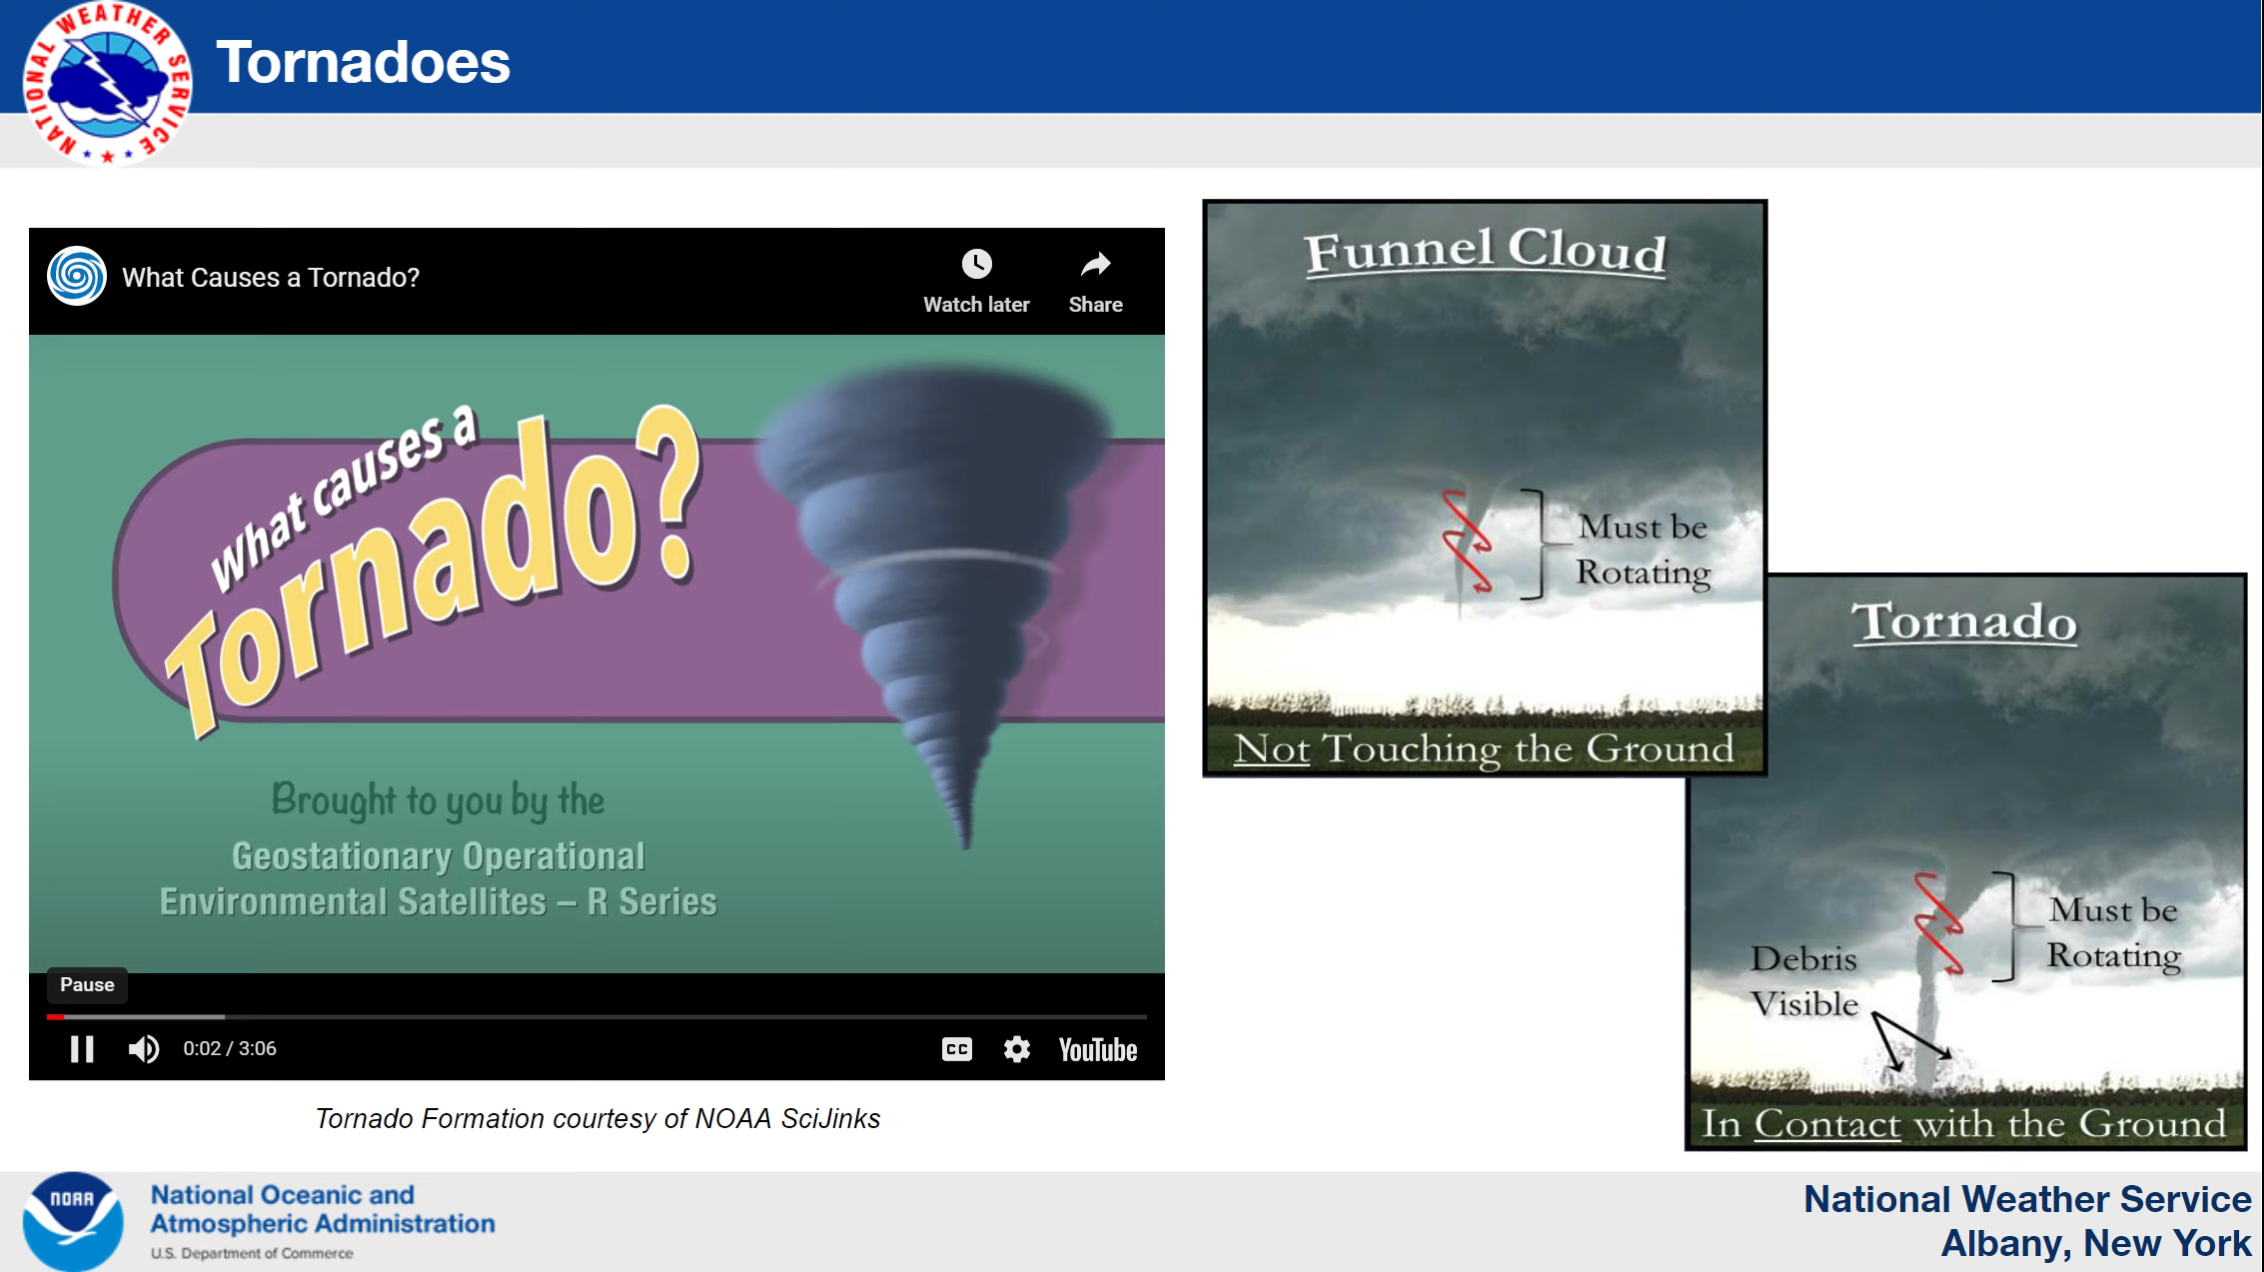 NATIONAL WEATHER SERVICE
Tornadoes
What Causes a Tornado?
Watch later
Share
What causes a
Tornado?
Brought to you by the
Geostationary Operational
Environmental Satellites – R Series
Pause
0:02 / 3:06
CC
YouTube
Tornado Formation courtesy of NOAA SciJinks
Funnel Cloud
Must be
Rotating
Not Touching the Ground
Tornado
Must be
Rotating
Debris
Visible
In Contact with the Ground
NOAA
National Oceanic and
Atmospheric Administration
U.S. Department of Commerce
National Weather Service
Albany, New York